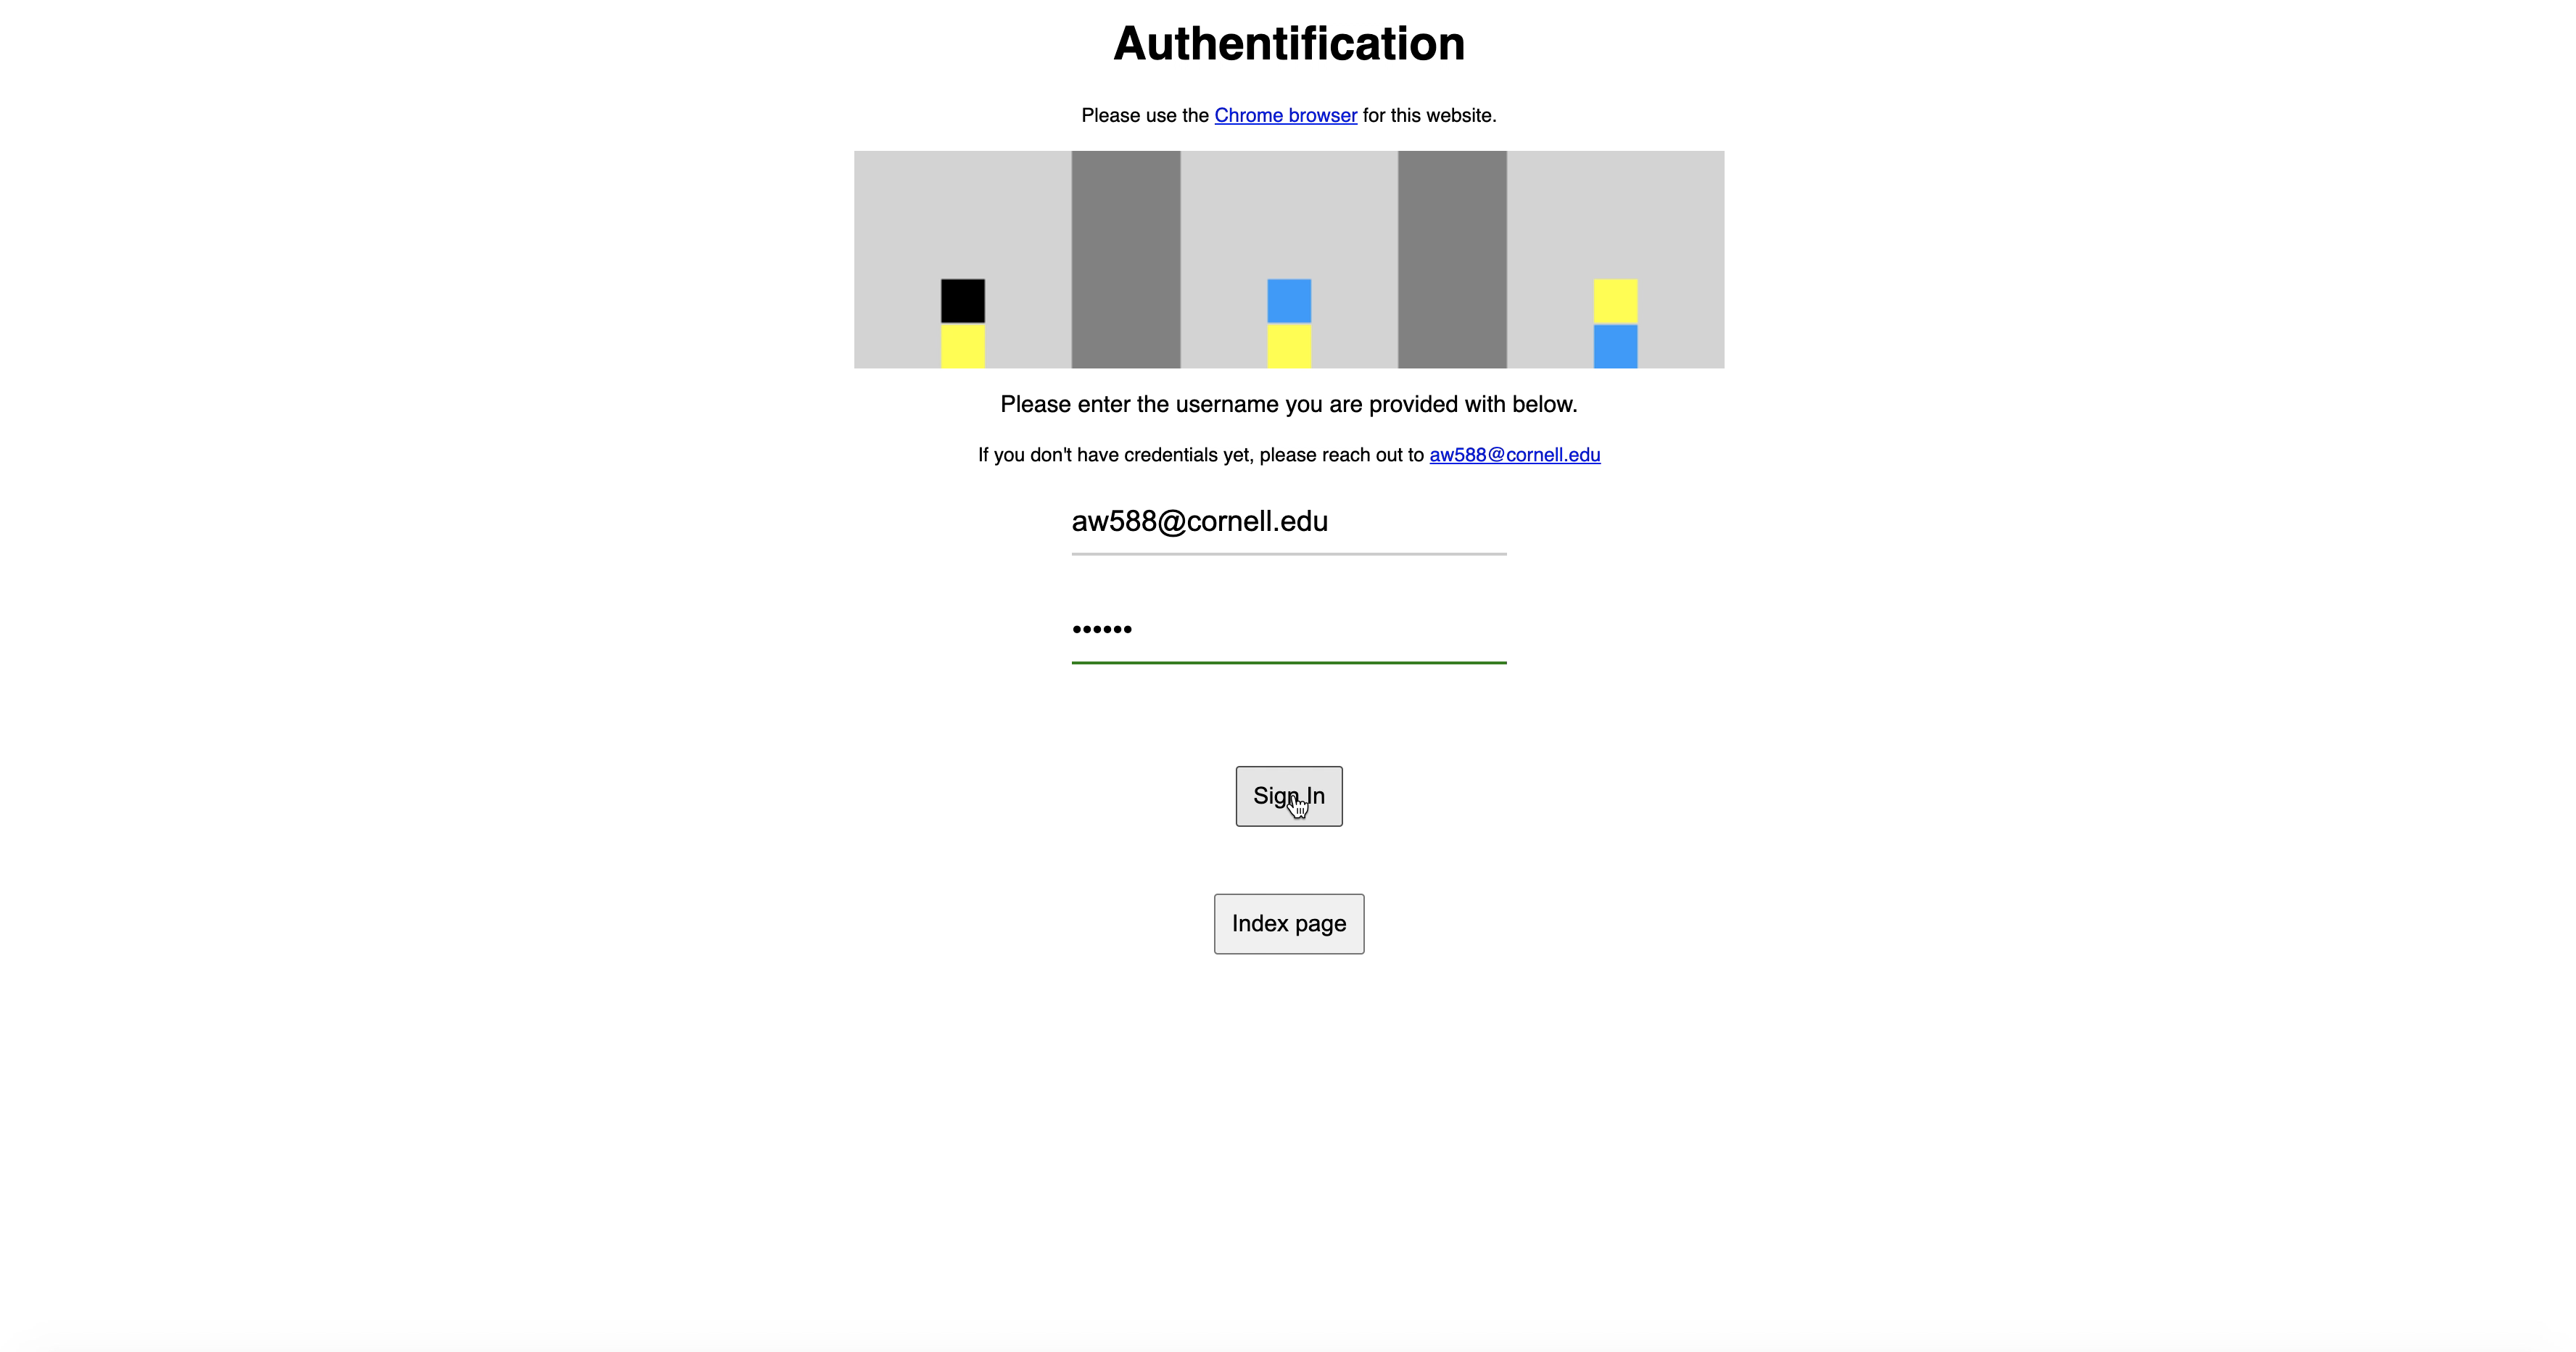 Authentification
Please use the Chrome browser for this website.
Please enter the username you are provided with below.
If you don't have credentials yet, please reach out to aw588@cornell.edu
aw588@cornell.edu
••••••
Sign In
Index page